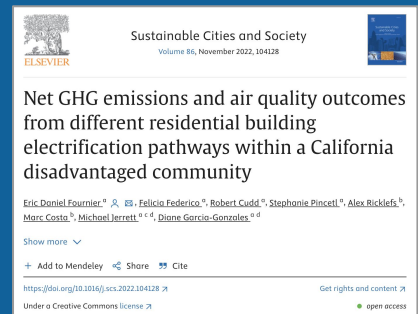 Sustainable Cities and Society
Volume 86, November 2022, 104128
ELSEVIER
Net GHG emissions and air quality outcomes
from different residential building
electrification pathways within a California
disadvantaged community
Eric Daniel Fournier a, Felicia Federico a, Robert Cudd a, Stephanie Pincetl a, Alex Ricklefs b,
Marc Costa b, Michael Jerrett a c d, Diane Garcia-Gonzales a d
Show more
+ Add to Mendeley Share Cite
https://doi.org/10.1016/j.scs.2022.104128 Get rights and content
Under a Creative Commons license open access